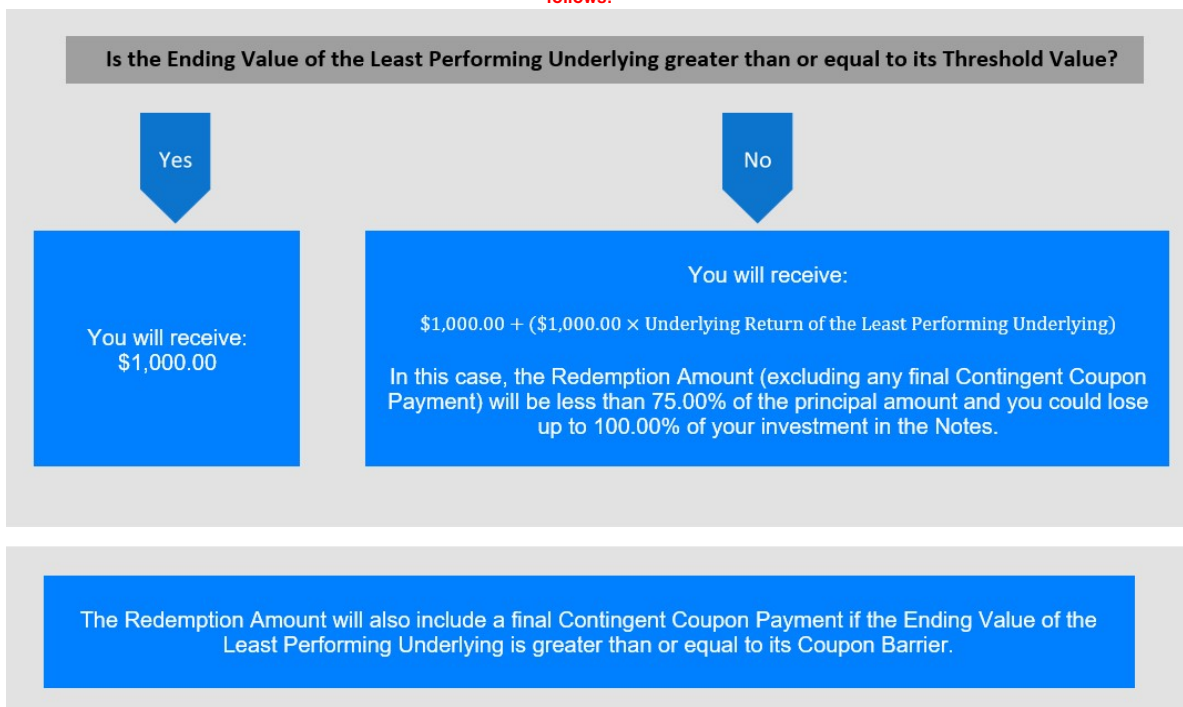 follows:
Is the Ending Value of the Least Performing Underlying greater than or equal to its Threshold Value?
Yes
No
You will receive:
$1,000.00
You will receive:
$1,000.00 + ($1,000.00 × Underlying Return of the Least Performing Underlying)
In this case, the Redemption Amount (excluding any final Contingent Coupon
Payment) will be less than 75.00% of the principal amount and you could lose
up to 100.00% of your investment in the Notes.
The Redemption Amount will also include a final Contingent Coupon Payment if the Ending Value of the
Least Performing Underlying is greater than or equal to its Coupon Barrier.